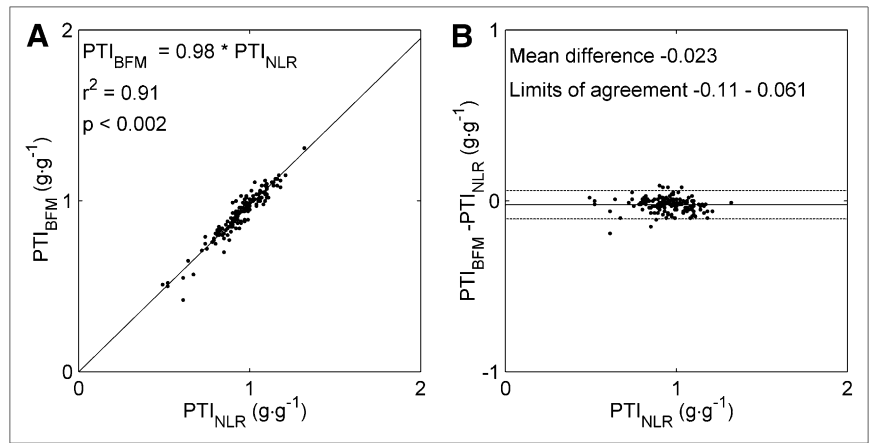 A
PTI_BFM = 0.98 * PTI_NLR
r² = 0.91
p < 0.002
2
1
0
PTI_BFM (g·g⁻¹)
0 1 2
PTI_NLR (g·g⁻¹)
B
Mean difference -0.023
Limits of agreement -0.11 - 0.061
1
0
-1
PTI_BFM -PTI_NLR (g·g⁻¹)
0 1 2
PTI_NLR (g·g⁻¹)